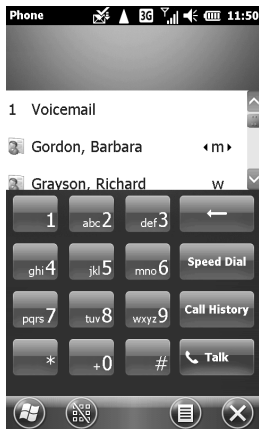 Phone 3G 11:50
1 Voicemail
Gordon, Barbara m
Grayson, Richard w
1 abc2 def3
ghi4 jkl5 mno6 Speed Dial
pqrs7 tuv8 wxyz9 Call History
* +0 # Talk